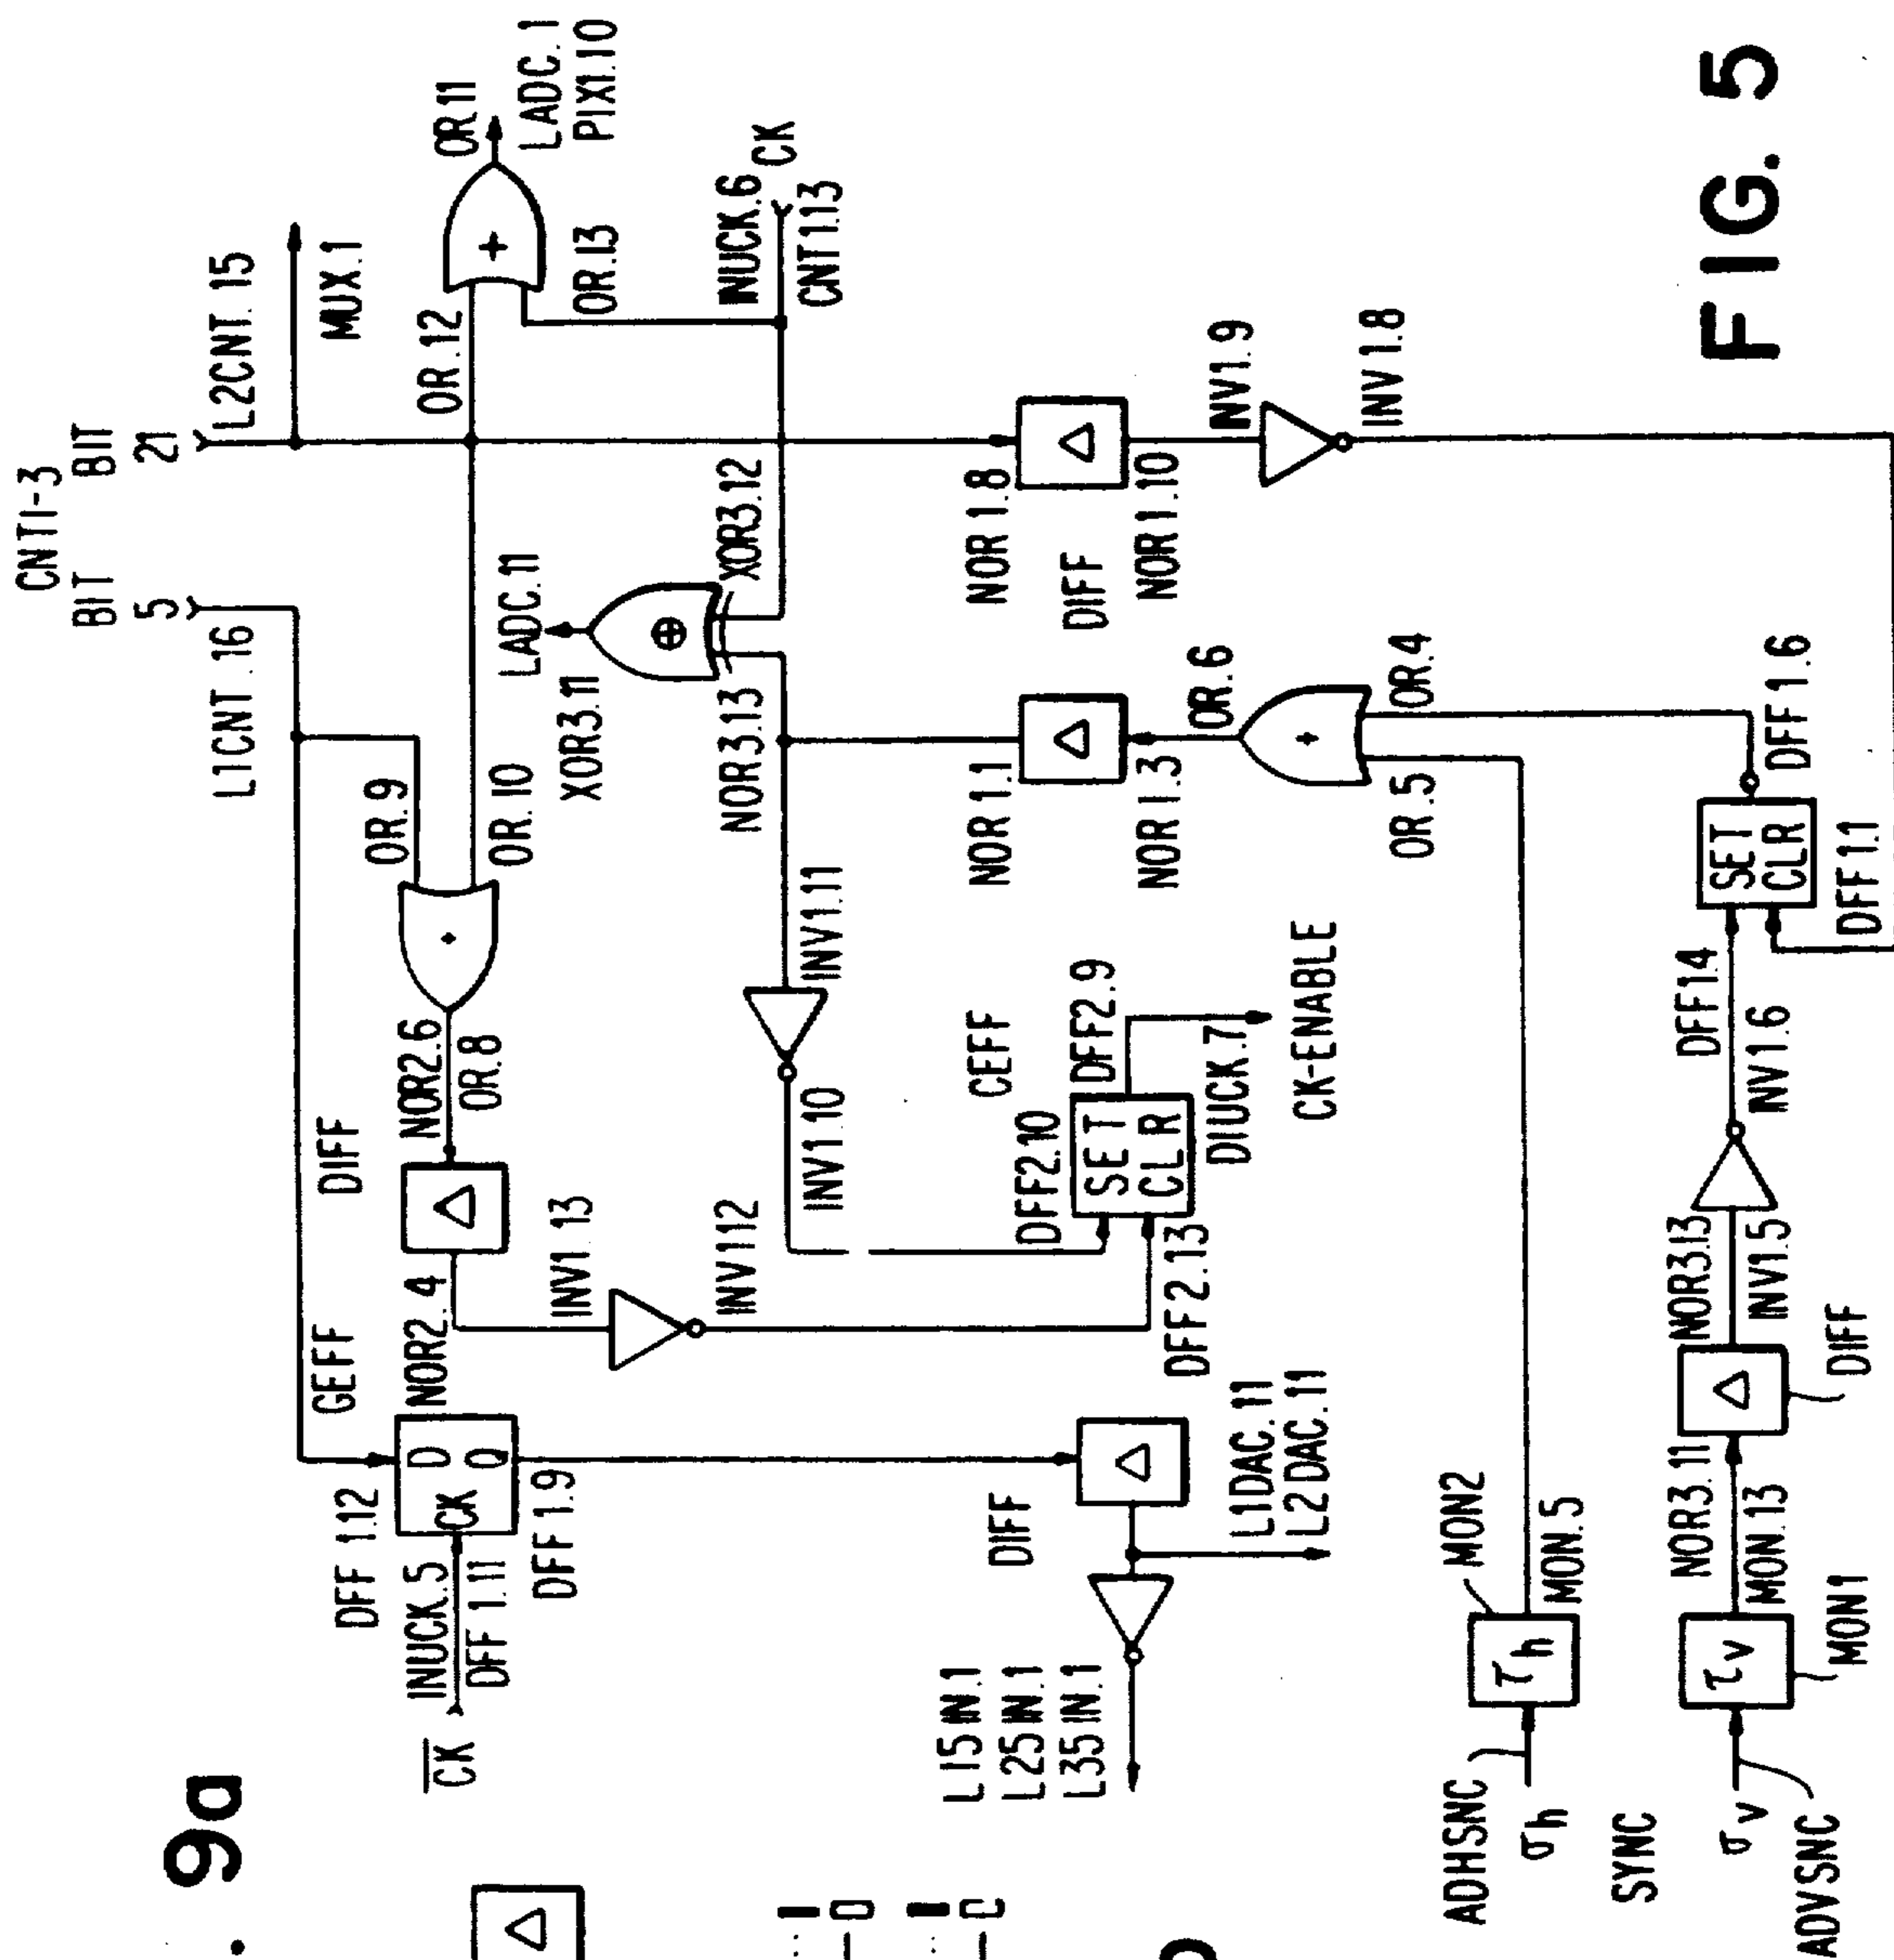 CNT1-3
BIT
BIT
5
21
L1CNT.16
L2CNT.15
MUX.1
OR.11
LADC.1
PIX1.10
OR.12
+
OR.13
INUCK.6
CK
CNT1.13
LADC.11
XOR3.11
⊕
XOR3.12
NOR3.13
OR.9
OR.10
NOR2.6
OR.8
DIFF
Δ
NOR2.4
GEFF
DFF1.12
D
CK
Q
INUCK.5
DFF1.11
CK
DFF1.9
INV1.13
INV1.12
INV1.11
INV1.10
CEFF
DFF2.10
DFF2.9
SET
CLR
DFF2.13
DIUCK.7
CK-ENABLE
NOR1.8
Δ
DIFF
NOR1.10
INV1.9
INV1.8
NOR1.1
Δ
NOR1.3
OR.6
+
OR.5
OR.4
DIFF
Δ
L1DAC.11
L2DAC.11
L15IN.1
L25IN.1
L35IN.1
MON2
τh
MON.5
ADHSNC
σh
SYNC
σv
ADVSNC
τv
MON1
NOR3.11
MON.13
Δ
DIFF
NOR3.13
INV1.5
INV1.6
DFF1.4
SET
CLR
DFF1.6
DFF1.1
FIG. 5
. 9a
Δ